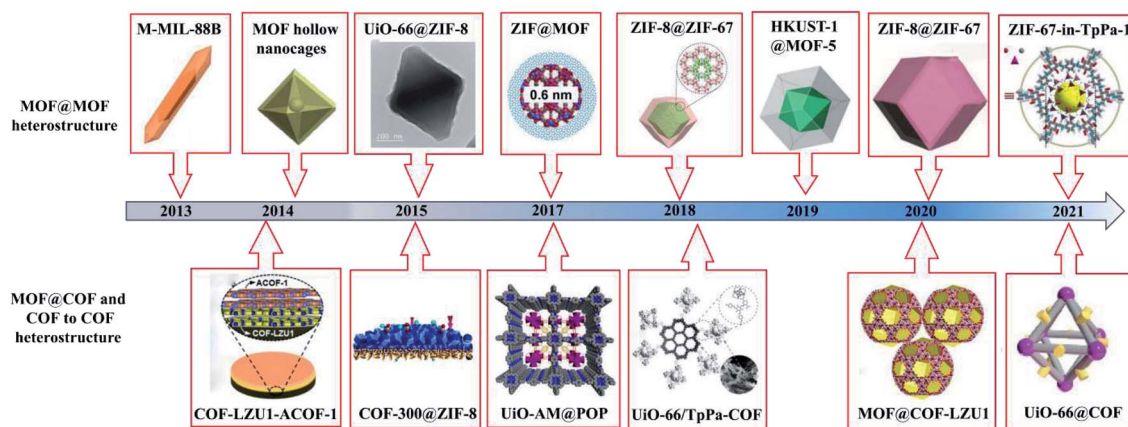 M-MIL-88B
MOF hollow
nanocages
UiO-66@ZIF-8
ZIF@MOF
ZIF-8@ZIF-67
HKUST-1
@MOF-5
ZIF-8@ZIF-67
ZIF-67-in-TpPa-1
MOF@MOF
heterostructure
200 nm
0.6 nm
2013
2014
2015
2017
2018
2019
2020
2021
MOF@COF and
COF to COF
heterostructure
ACOF-1
COF-LZU1
COF-LZU1-ACOF-1
COF-300@ZIF-8
UiO-AM@POP
UiO-66/TpPa-COF
MOF@COF-LZU1
UiO-66@COF